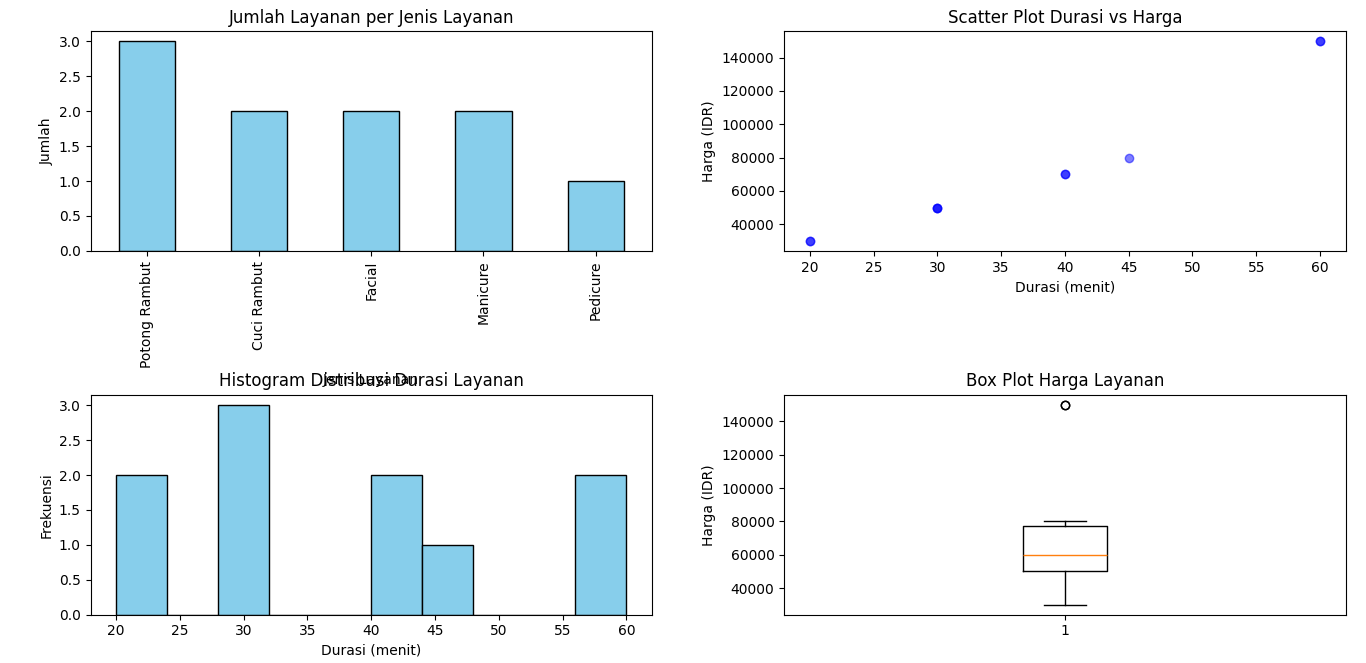 Jumlah Layanan per Jenis Layanan
Jumlah
3.0
2.5
2.0
1.5
1.0
0.5
0.0
Potong Rambut
Cuci Rambut
Facial
Manicure
Pedicure
Jenis Layanan
Scatter Plot Durasi vs Harga
Harga (IDR)
140000
120000
100000
80000
60000
40000
20 25 30 35 40 45 50 55 60
Durasi (menit)
Histogram Distribusi Durasi Layanan
Frekuensi
3.0
2.5
2.0
1.5
1.0
0.5
0.0
20 25 30 35 40 45 50 55 60
Durasi (menit)
Box Plot Harga Layanan
Harga (IDR)
140000
120000
100000
80000
60000
40000
1